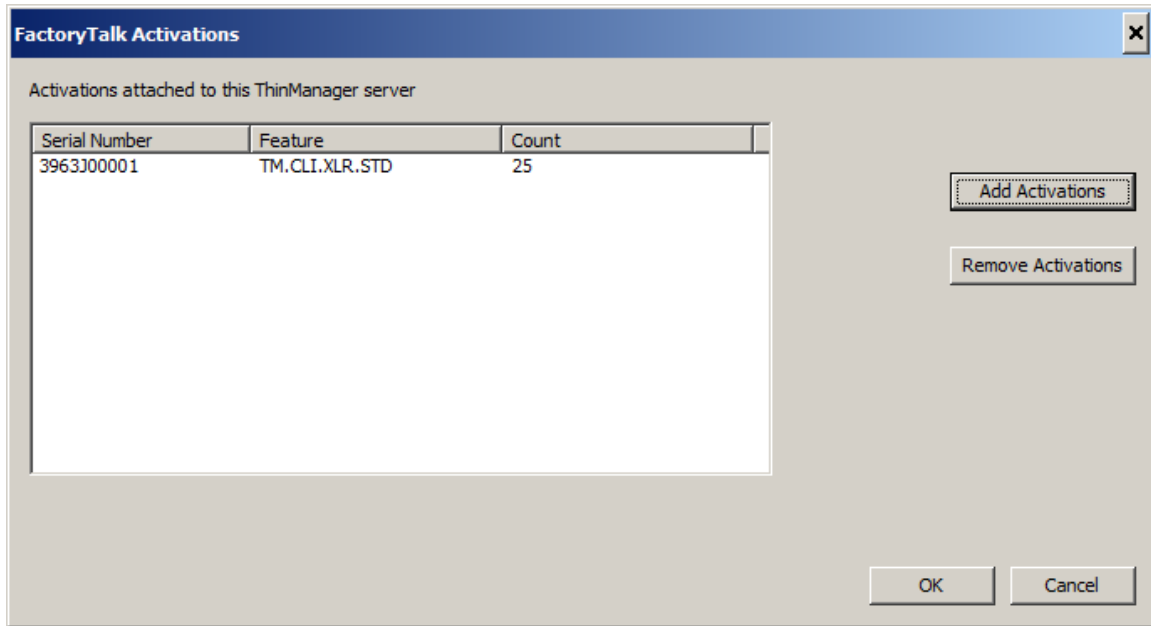 FactoryTalk Activations
Activations attached to this ThinManager server
Serial Number Feature Count
3963J00001 TM.CLI.XLR.STD 25
Add Activations
Remove Activations
OK Cancel